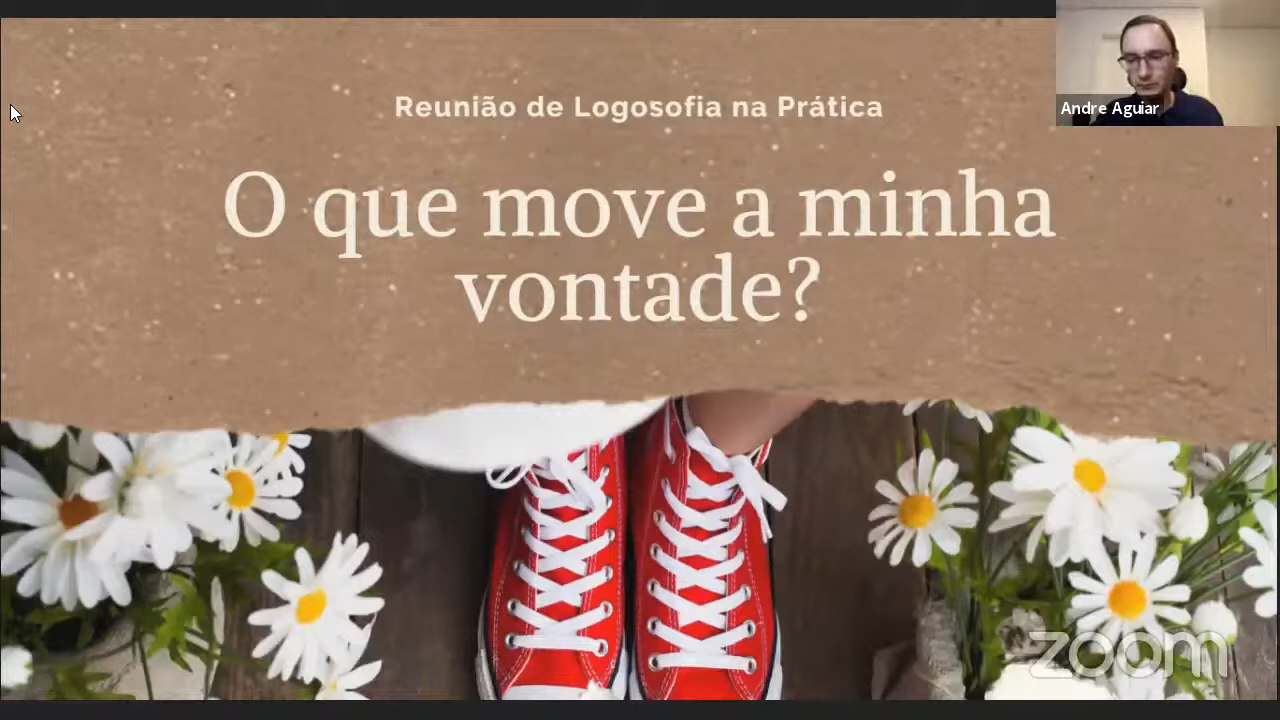 Reunião de Logosofia na Prática
O que move a minha
vontade?
Andre Aguiar
zoom